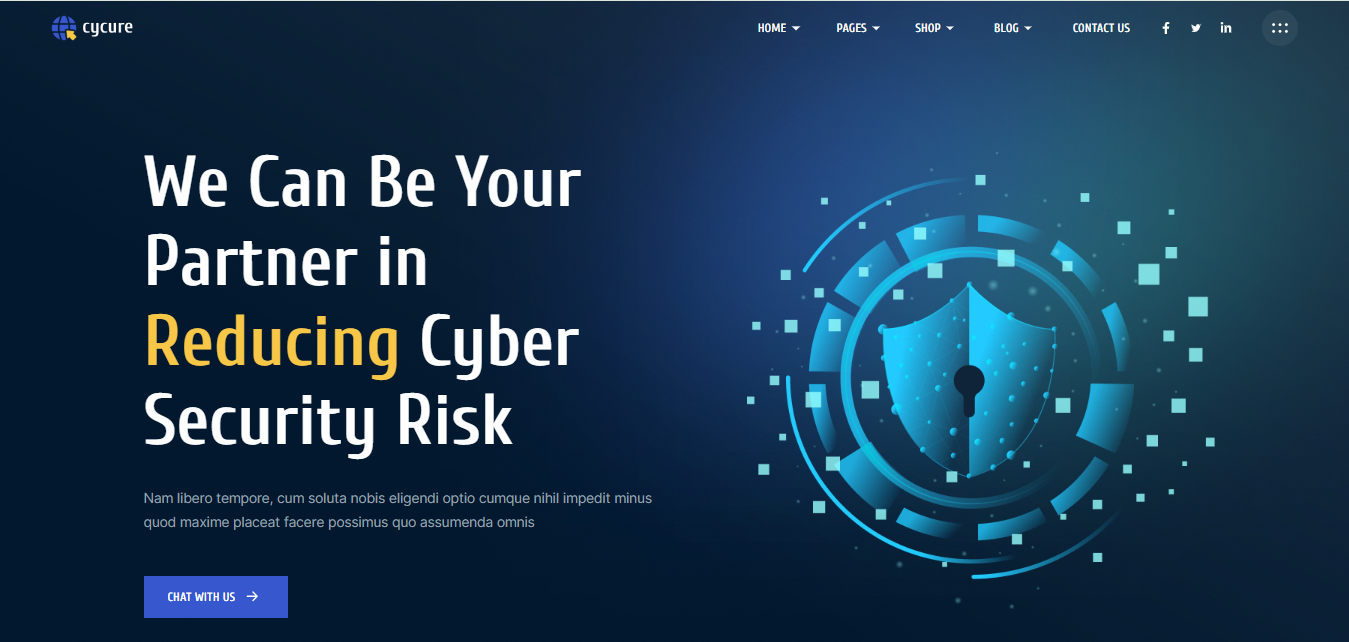 cycure
HOME
PAGES
SHOP
BLOG
CONTACT US
We Can Be Your
Partner in
Reducing Cyber
Security Risk
Nam libero tempore, cum soluta nobis eligendi optio cumque nihil impedit minus
quod maxime placeat facere possimus quo assumenda omnis
CHAT WITH US